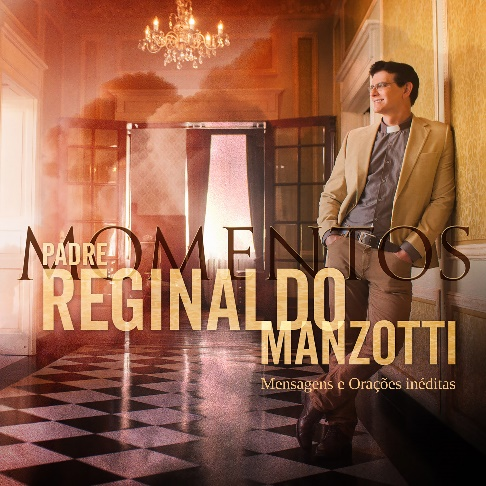 MOMENTOS
PADRE
REGINALDO
MANZOTTI
Mensagens e Orações inéditas